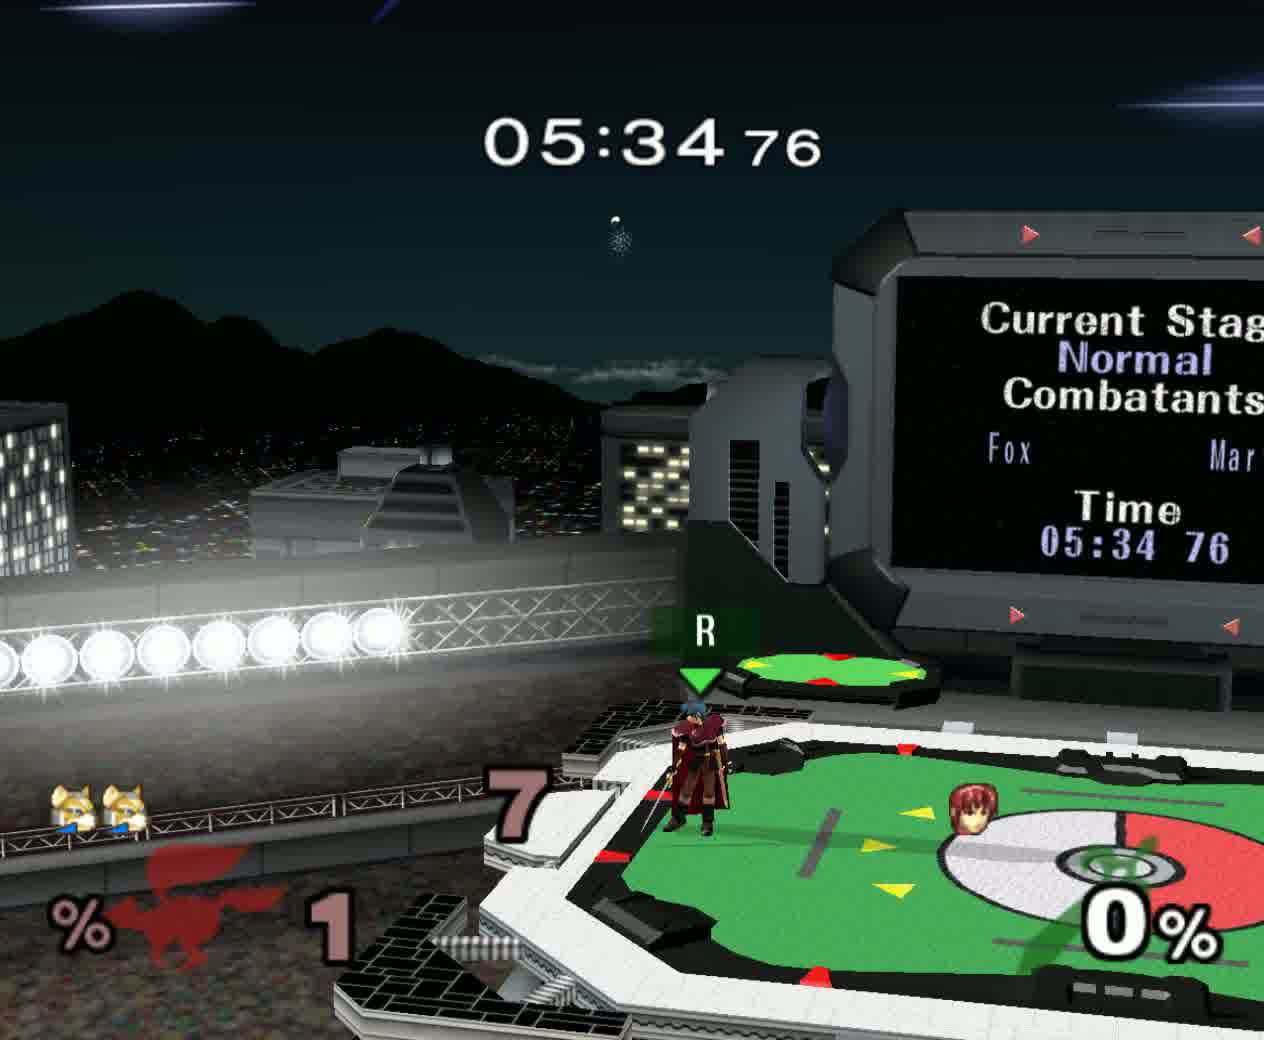 05:34 76
Current Stag
Normal
Combatants
Fox Mar
Time
05:34 76
R
7
% 1
0%